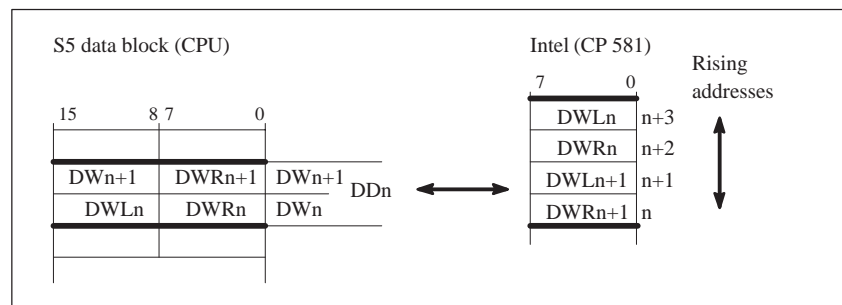 S5 data block (CPU)
Intel (CP 581)
Rising
addresses
15 8 7 0
7 0
DWLn n+3
DWRn n+2
DWn+1 DWRn+1 DWn+1
DDn
DWLn+1 n+1
DWLn DWRn DWn
DWRn+1 n